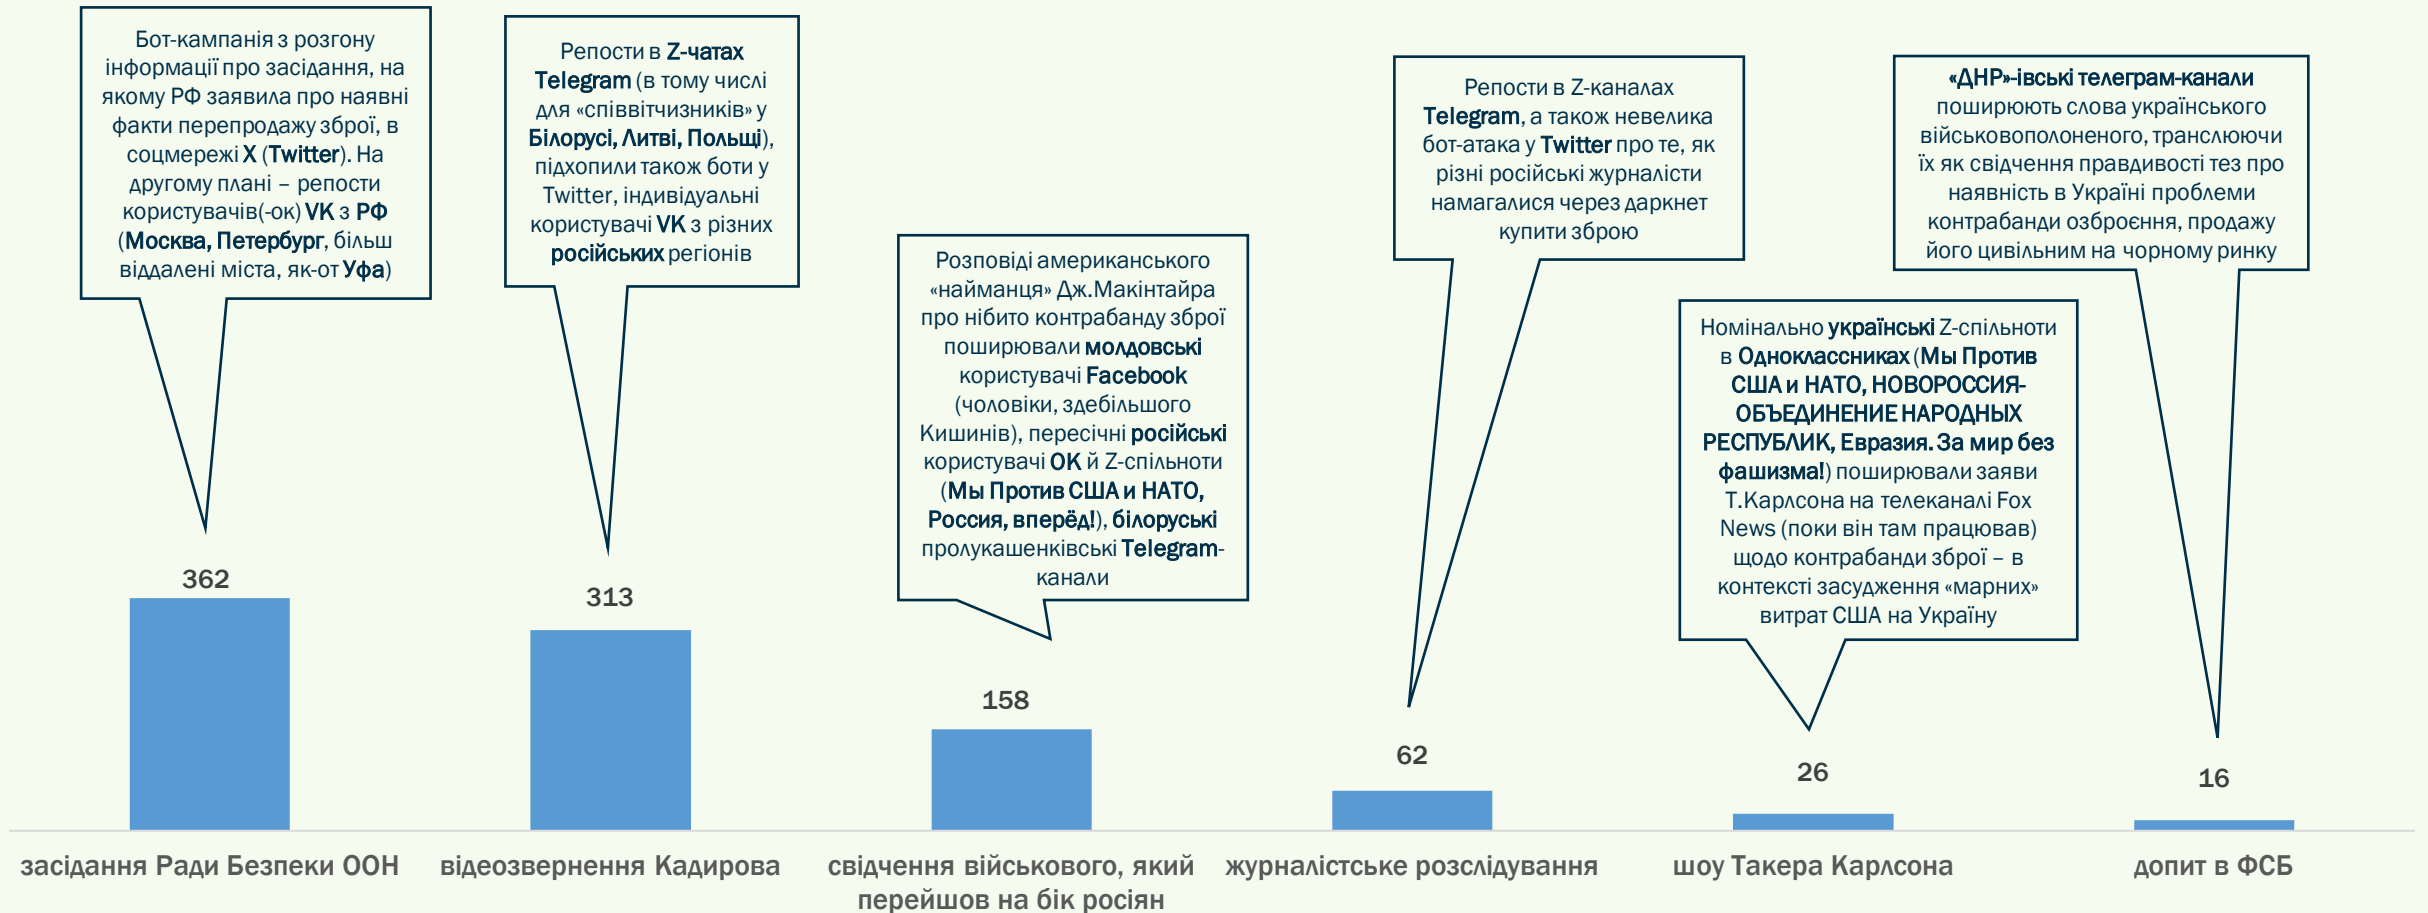 Бот-кампанія з розгону
інформації про засідання, на
якому РФ заявила про наявні
факти перепродажу зброї, в
соцмережі X (Twitter). На
другому плані – репости
користувачів(-ок) VK з РФ
(Москва, Петербург, більш
віддалені міста, як-от Уфа)
Репости в Z-чатах
Telegram (в тому числі
для «співвітчизників» у
Білорусі, Литві, Польщі),
підхопили також боти у
Twitter, індивідуальні
користувачі VK з різних
російських регіонів
Розповіді американського
«найманця» Дж.Макінтайра
про нібито контрабанду зброї
поширювали молдовські
користувачі Facebook
(чоловіки, здебільшого
Кишинів), пересічні російські
користувачі ОК й Z-спільноти
(Мы Против США и НАТО,
Россия, вперёд!), білоруські
пролукашенківські Telegram-
канали
Репости в Z-каналах
Telegram, а також невелика
бот-атака у Twitter про те, як
різні російські журналісти
намагалися через даркнет
купити зброю
Номінально українські Z-спільноти
в Одноклассниках (Мы Против
США и НАТО, НОВОРОССИЯ-
ОБЪЕДИНЕНИЕ НАРОДНЫХ
РЕСПУБЛИК, Евразия. За мир без
фашизма!) поширювали заяви
Т.Карлсона на телеканалі Fox
News (поки він там працював)
щодо контрабанди зброї – в
контексті засудження «марних»
витрат США на Україну
«ДНР»-івські телеграм-канали
поширюють слова українського
військовополоненого, транслюючи
їх як свідчення правдивості тез про
наявність в Україні проблеми
контрабанди озброєння, продажу
його цивільним на чорному ринку
362
313
158
62
26
16
засідання Ради Безпеки ООН
відеозвернення Кадирова
свідчення військового, який
перейшов на бік росіян
журналістське розслідування
шоу Такера Карлсона
допит в ФСБ